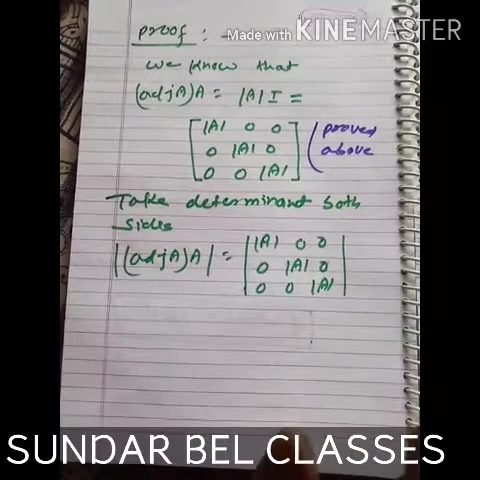 proof :
Made with KINEMASTER
we know that
(adjA)A = |A| I =
[ |A| 0 0
0 |A| 0
0 0 |A| ]
( proved
above
Take determinant both
sides
|(adjA)A| =
| |A| 0 0
0 |A| 0
0 0 |A| |
SUNDAR BEL CLASSES